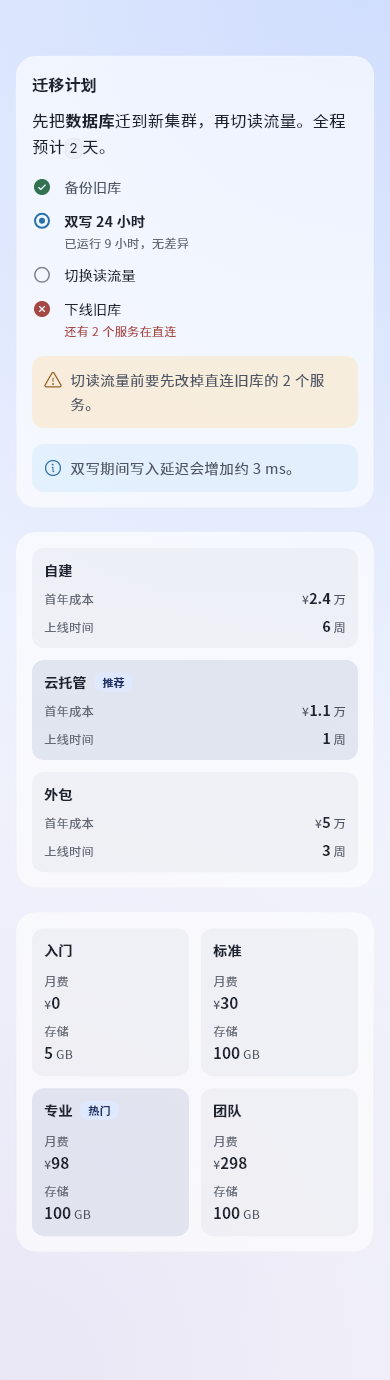 迁移计划
先把数据库迁到新集群，再切读流量。全程
预计 2 天。
备份旧库
双写 24 小时
已运行 9 小时，无差异
切换读流量
下线旧库
还有 2 个服务在直连
切读流量前要先改掉直连旧库的 2 个服
务。
双写期间写入延迟会增加约 3 ms。
自建
首年成本 ¥2.4 万
上线时间 6 周
云托管 推荐
首年成本 ¥1.1 万
上线时间 1 周
外包
首年成本 ¥5 万
上线时间 3 周
入门
月费
¥0
存储
5 GB
标准
月费
¥30
存储
100 GB
专业 热门
月费
¥98
存储
100 GB
团队
月费
¥298
存储
100 GB